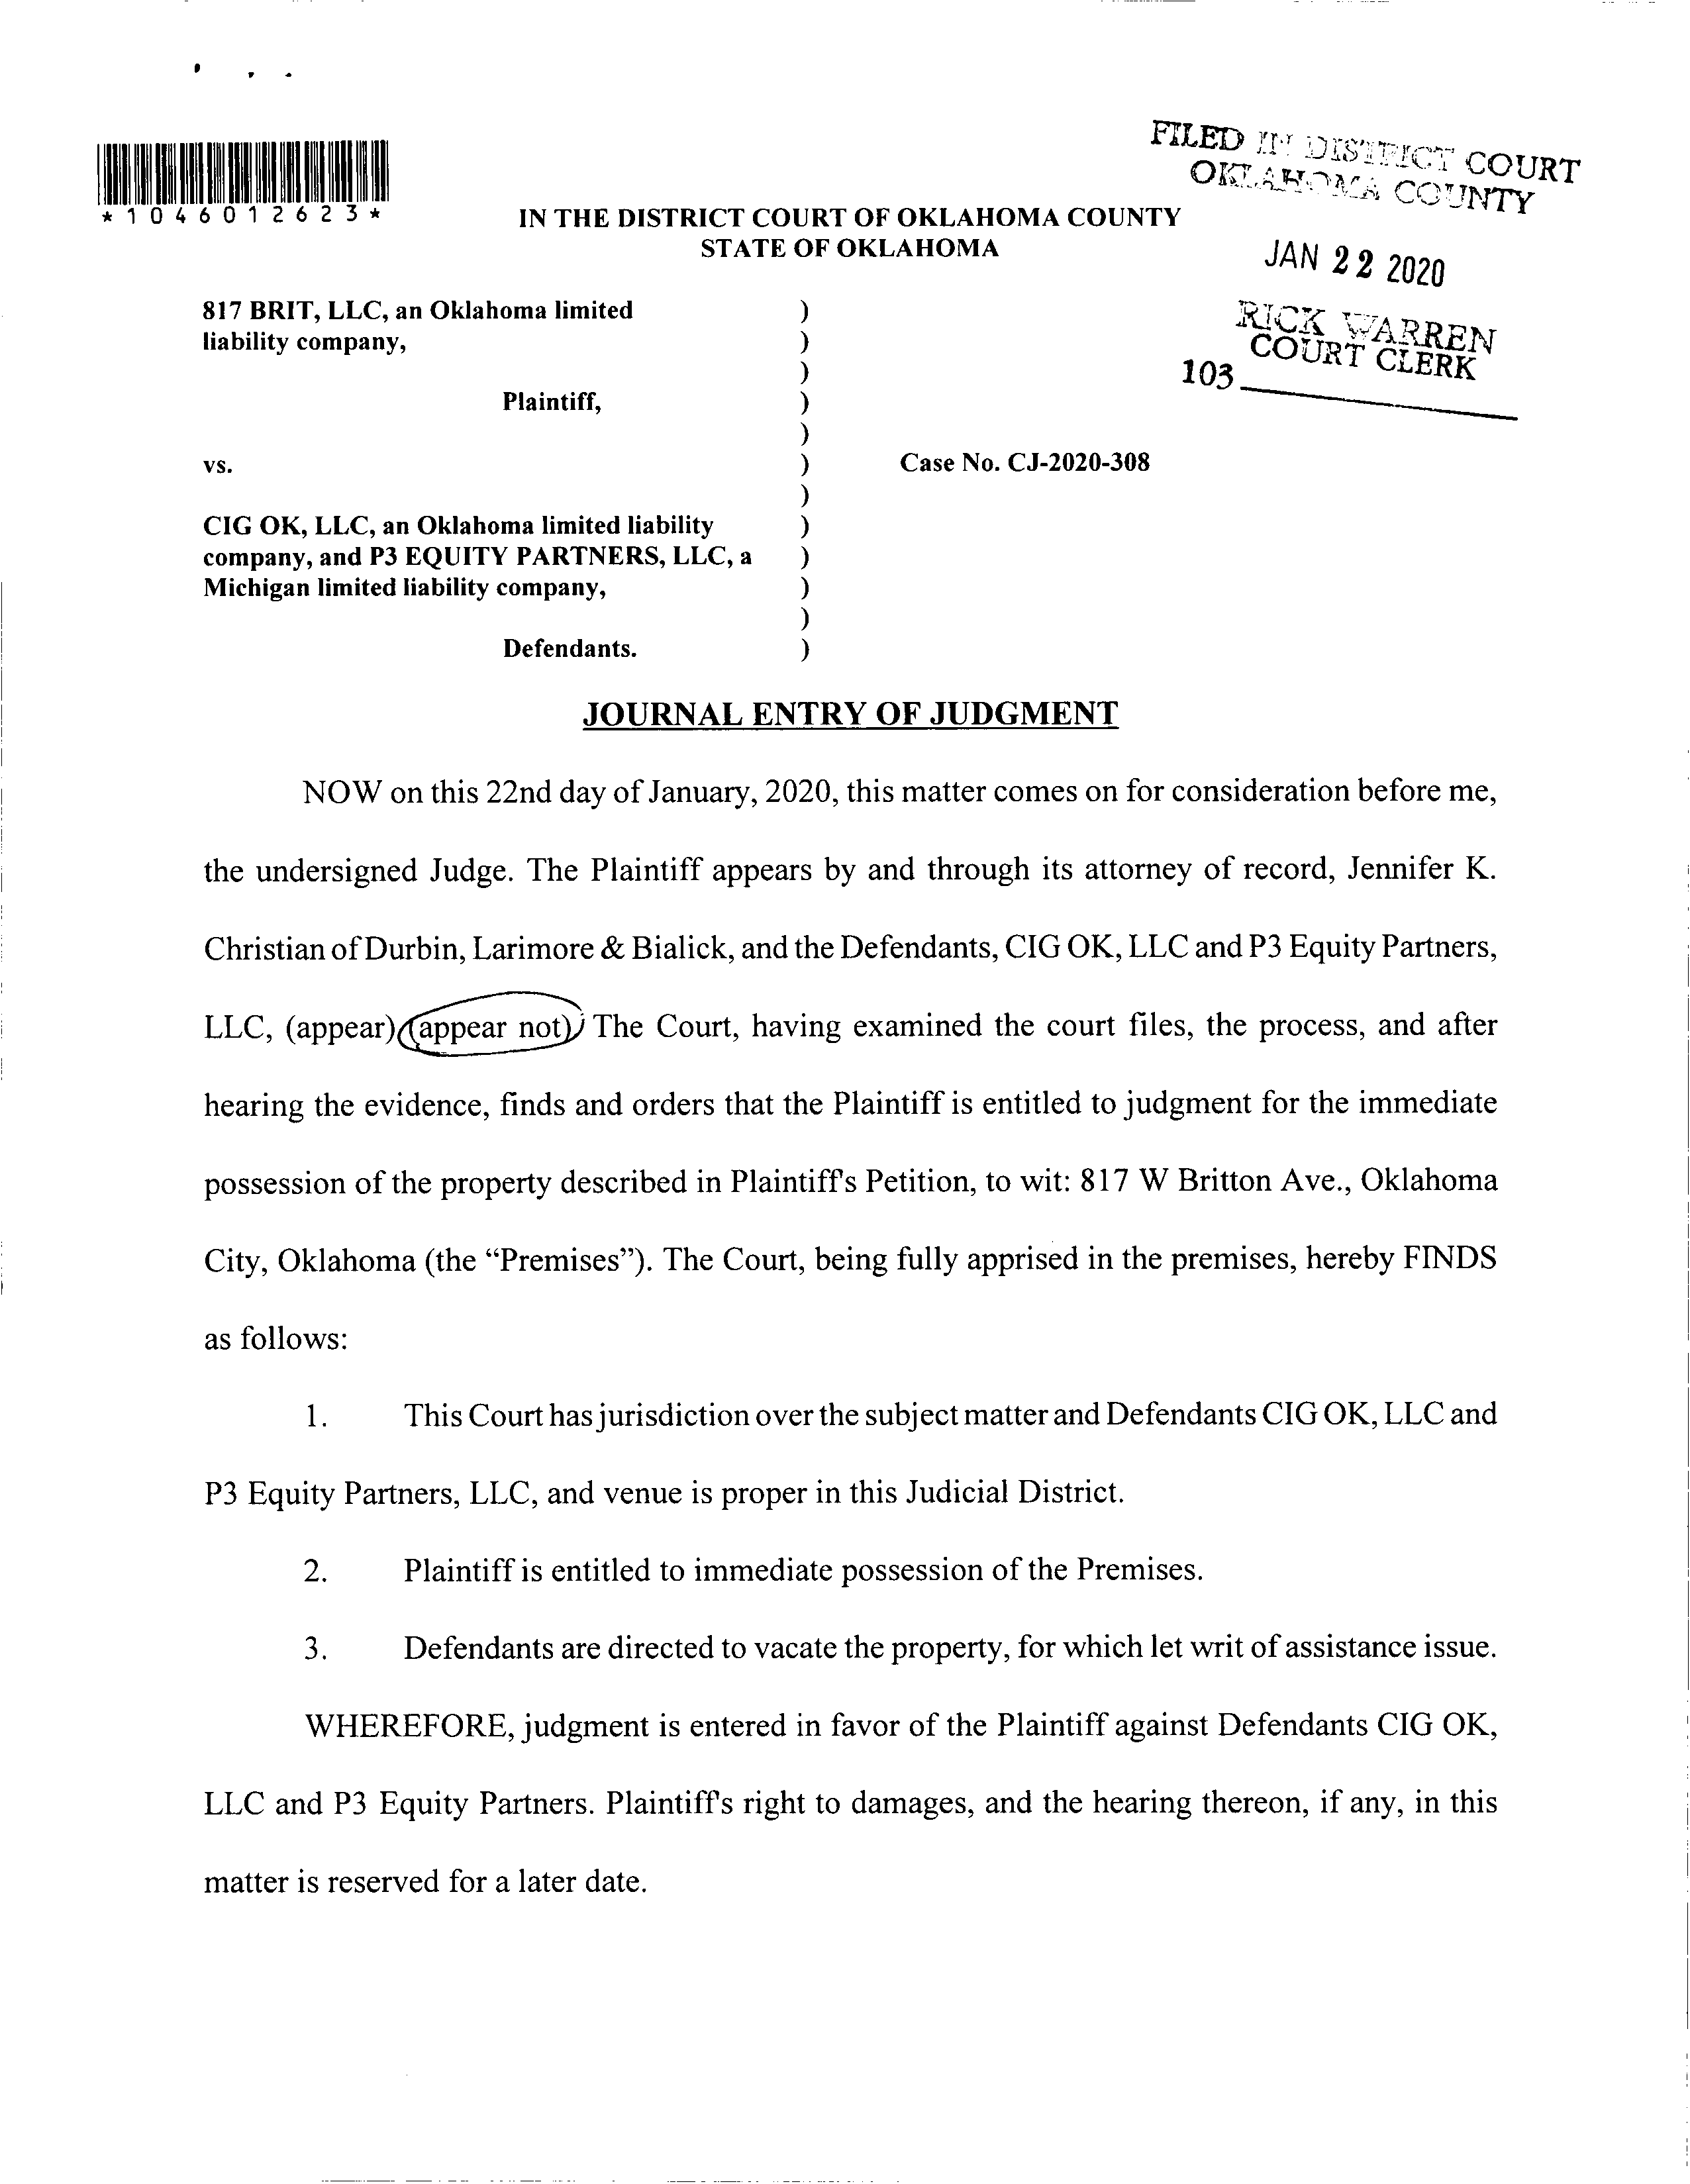 FILED IN DISTRICT COURT
OKLAHOMA COUNTY
*1046012623*
IN THE DISTRICT COURT OF OKLAHOMA COUNTY
STATE OF OKLAHOMA
JAN 22 2020
RICK WARREN
COURT CLERK
103
817 BRIT, LLC, an Oklahoma limited )
liability company, )
)
Plaintiff, )
)
vs. ) Case No. CJ-2020-308
)
CIG OK, LLC, an Oklahoma limited liability )
company, and P3 EQUITY PARTNERS, LLC, a )
Michigan limited liability company, )
)
Defendants. )
JOURNAL ENTRY OF JUDGMENT
NOW on this 22nd day of January, 2020, this matter comes on for consideration before me,
the undersigned Judge. The Plaintiff appears by and through its attorney of record, Jennifer K.
Christian of Durbin, Larimore & Bialick, and the Defendants, CIG OK, LLC and P3 Equity Partners,
LLC, (appear) (appear not). The Court, having examined the court files, the process, and after
hearing the evidence, finds and orders that the Plaintiff is entitled to judgment for the immediate
possession of the property described in Plaintiff's Petition, to wit: 817 W Britton Ave., Oklahoma
City, Oklahoma (the “Premises”). The Court, being fully apprised in the premises, hereby FINDS
as follows:
1. This Court has jurisdiction over the subject matter and Defendants CIG OK, LLC and
P3 Equity Partners, LLC, and venue is proper in this Judicial District.
2. Plaintiff is entitled to immediate possession of the Premises.
3. Defendants are directed to vacate the property, for which let writ of assistance issue.
WHEREFORE, judgment is entered in favor of the Plaintiff against Defendants CIG OK,
LLC and P3 Equity Partners. Plaintiff's right to damages, and the hearing thereon, if any, in this
matter is reserved for a later date.